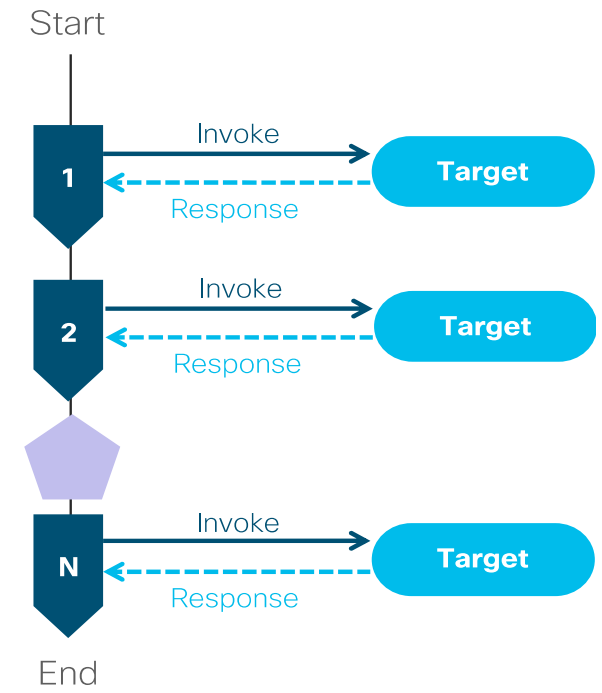 Start
Invoke
1
Target
Response
Invoke
2
Target
Response
Invoke
N
Target
Response
End